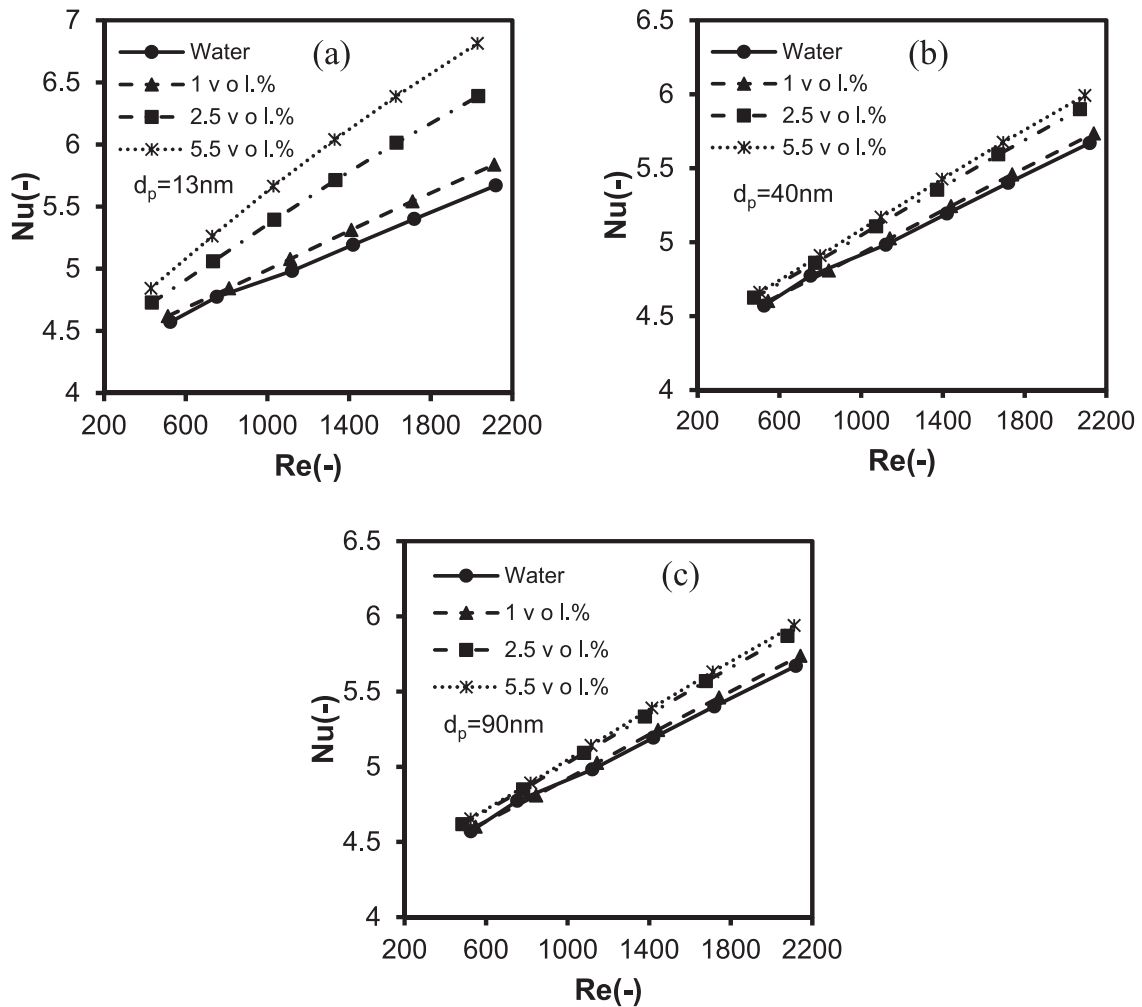 7
6.5
6
5.5
5
4.5
4
Nu(-)
Water
1 v o l.%
2.5 v o l.%
5.5 v o l.%
(a)
dp=13nm
200 600 1000 1400 1800 2200
Re(-)
6.5
6
5.5
5
4.5
4
Nu(-)
Water
1 v o l.%
2.5 v o l.%
5.5 v o l.%
(b)
dp=40nm
200 600 1000 1400 1800 2200
Re(-)
6.5
6
5.5
5
4.5
4
Nu(-)
Water
1 v o l.%
2.5 v o l.%
5.5 v o l.%
(c)
dp=90nm
200 600 1000 1400 1800 2200
Re(-)